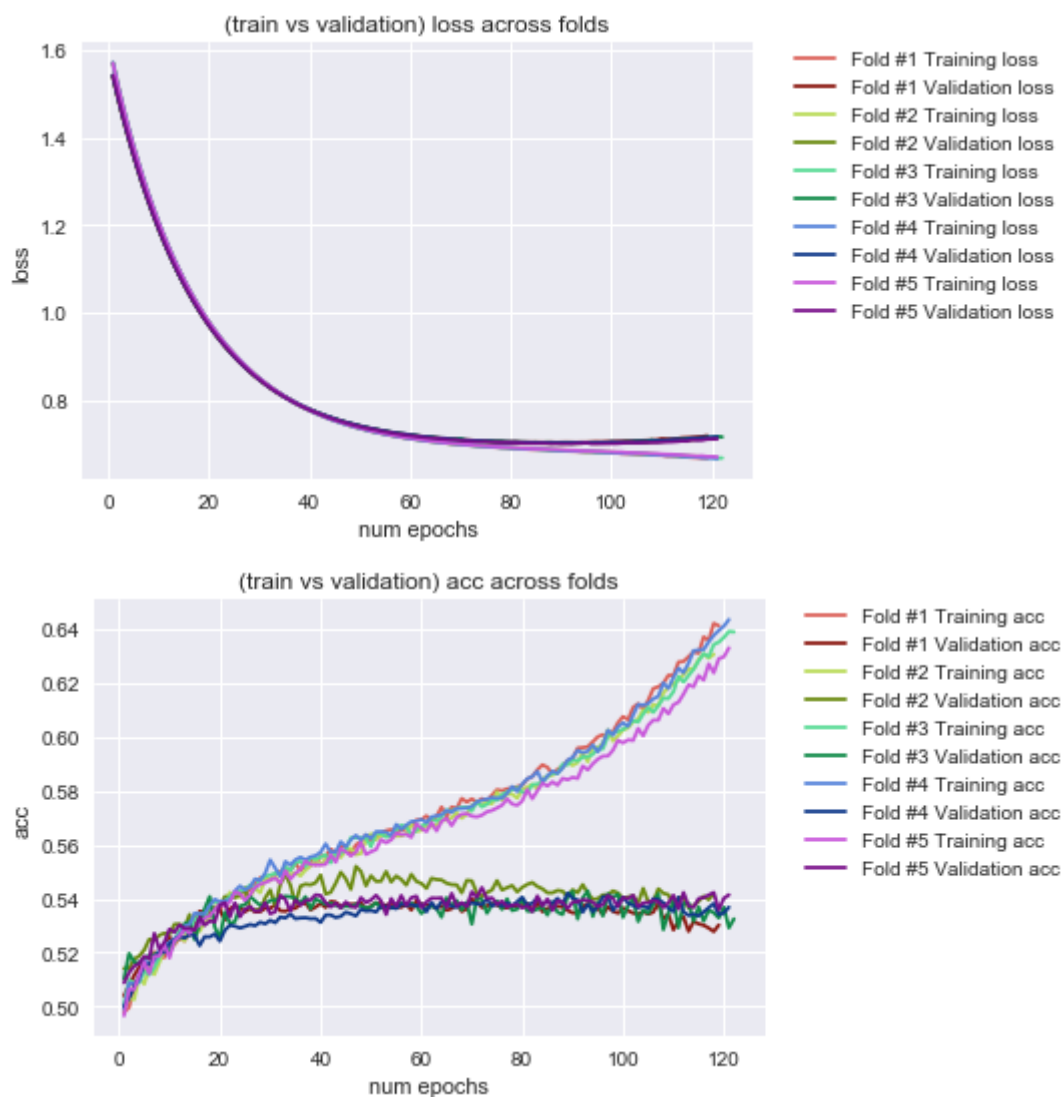 (train vs validation) loss across folds
1.6
1.4
1.2
1.0
0.8
loss
0 20 40 60 80 100 120
num epochs
Fold #1 Training loss
Fold #1 Validation loss
Fold #2 Training loss
Fold #2 Validation loss
Fold #3 Training loss
Fold #3 Validation loss
Fold #4 Training loss
Fold #4 Validation loss
Fold #5 Training loss
Fold #5 Validation loss
(train vs validation) acc across folds
0.64
0.62
0.60
0.58
0.56
0.54
0.52
0.50
acc
0 20 40 60 80 100 120
num epochs
Fold #1 Training acc
Fold #1 Validation acc
Fold #2 Training acc
Fold #2 Validation acc
Fold #3 Training acc
Fold #3 Validation acc
Fold #4 Training acc
Fold #4 Validation acc
Fold #5 Training acc
Fold #5 Validation acc